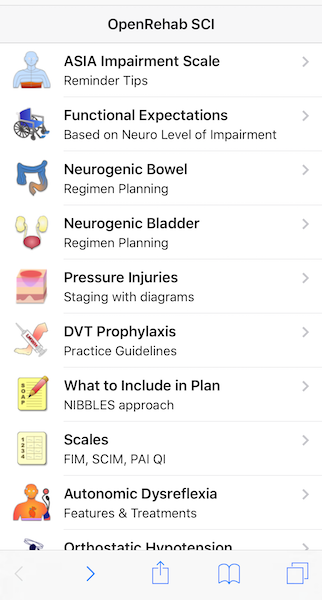 OpenRehab SCI
ASIA Impairment Scale
Reminder Tips
Functional Expectations
Based on Neuro Level of Impairment
Neurogenic Bowel
Regimen Planning
Neurogenic Bladder
Regimen Planning
Pressure Injuries
Staging with diagrams
DVT Prophylaxis
Practice Guidelines
SOAP
What to Include in Plan
NIBBLES approach
1234
Scales
FIM, SCIM, PAI QI
Autonomic Dysreflexia
Features & Treatments
Orthostatic Hypotension